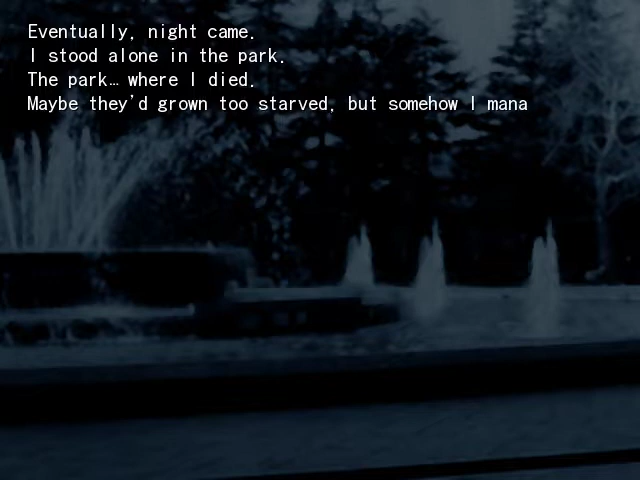 Eventually, night came.
I stood alone in the park.
The park… where I died.
Maybe they'd grown too starved, but somehow I mana